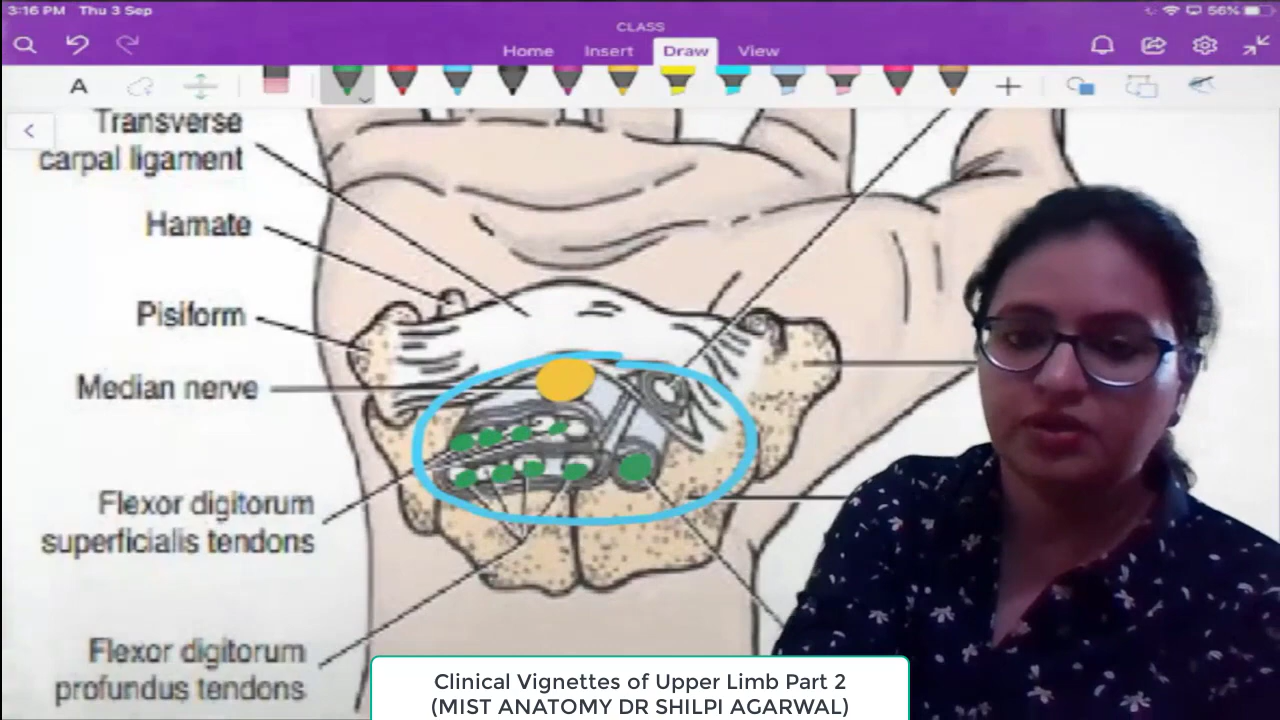 3:16 PM Thu 3 Sep
56%
CLASS
Home Insert Draw View
A
Transverse
carpal ligament
Hamate
Pisiform
Median nerve
Flexor digitorum
superficialis tendons
Flexor digitorum
profundus tendons
Clinical Vignettes of Upper Limb Part 2
(MIST ANATOMY DR SHILPI AGARWAL)